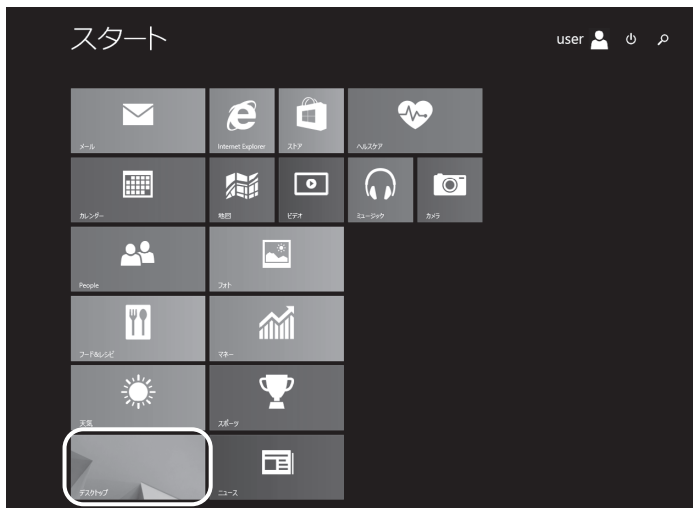 スタート
user
メール
Internet Explorer
ストア
ヘルスケア
カレンダー
地図
ビデオ
ミュージック
カメラ
People
フォト
フード&レシピ
マネー
天気
スポーツ
デスクトップ
ニュース